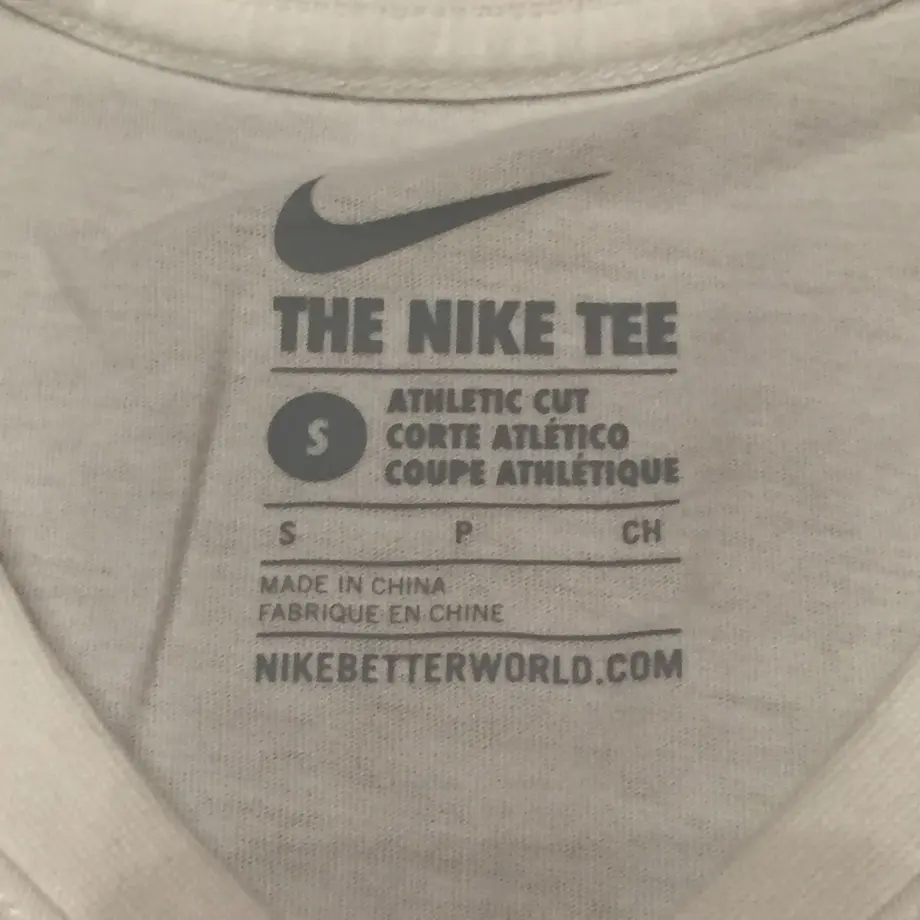 THE NIKE TEE
S
ATHLETIC CUT
CORTE ATLÉTICO
COUPE ATHLÉTIQUE
S P CH
MADE IN CHINA
FABRIQUE EN CHINE
NIKEBETTERWORLD.COM